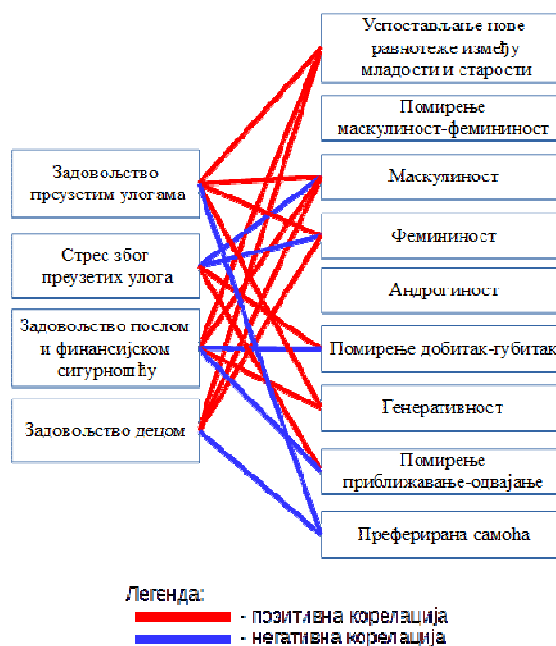 Успостављање нове
равнотеже између
младости и старости
Помирење
маскулиност-фемининост
Задовољство
преузетим улогама
Маскулиност
Фемининост
Стрес због
преузетих улога
Андрогиност
Задовољство послом
и финансијском
сигурношћу
Помирење добитак-губитак
Генеративност
Задовољство децом
Помирење
приближавање-одвајање
Преферирана самоћа
Легенда:
- позитивна корелација
- негативна корелација